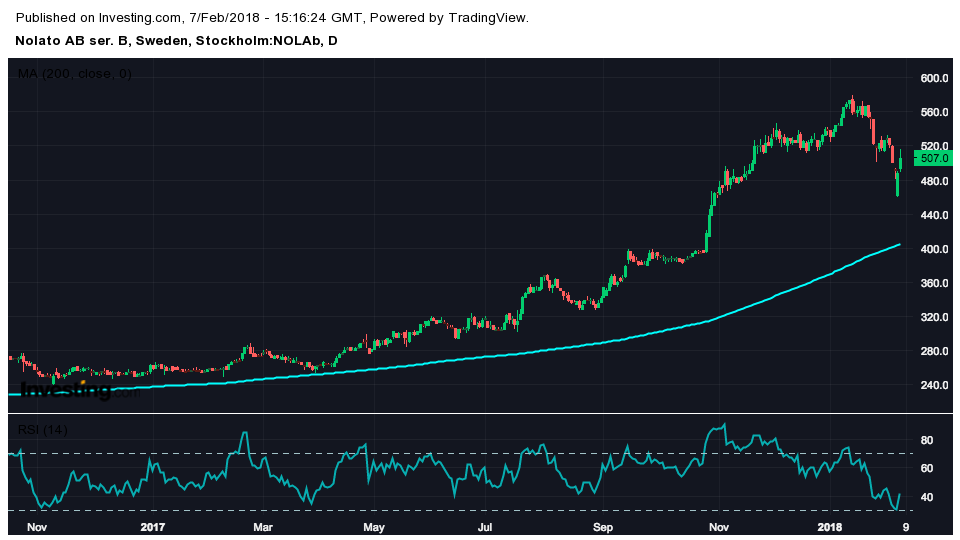 Published on Investing.com, 7/Feb/2018 - 15:16:24 GMT, Powered by TradingView.
Nolato AB ser. B, Sweden, Stockholm:NOLAb, D
MA (200, close, 0)
600.0
560.0
520.0
507.0
480.0
440.0
400.0
360.0
320.0
280.0
240.0
Investing.com
RSI (14)
80
60
40
Nov 2017 Mar May Jul Sep Nov 2018 9